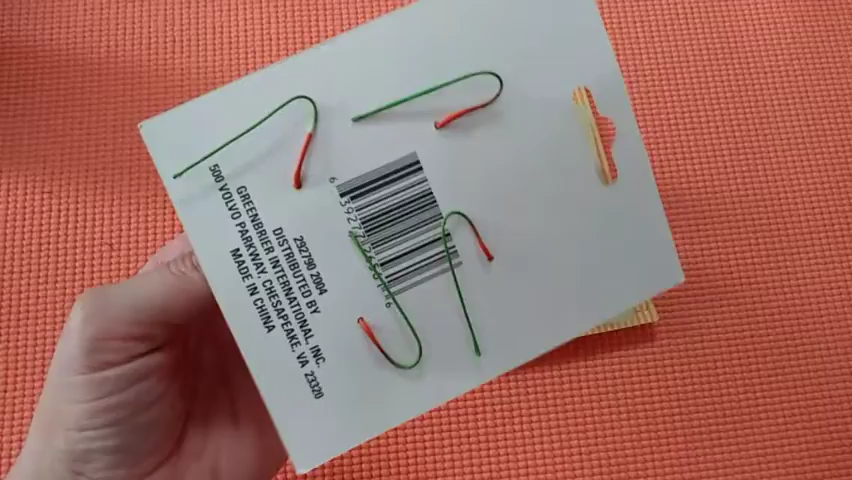 292790 2004
DISTRIBUTED BY
GREENBRIER INTERNATIONAL, INC.
500 VOLVO PARKWAY, CHESAPEAKE, VA 23320
MADE IN CHINA